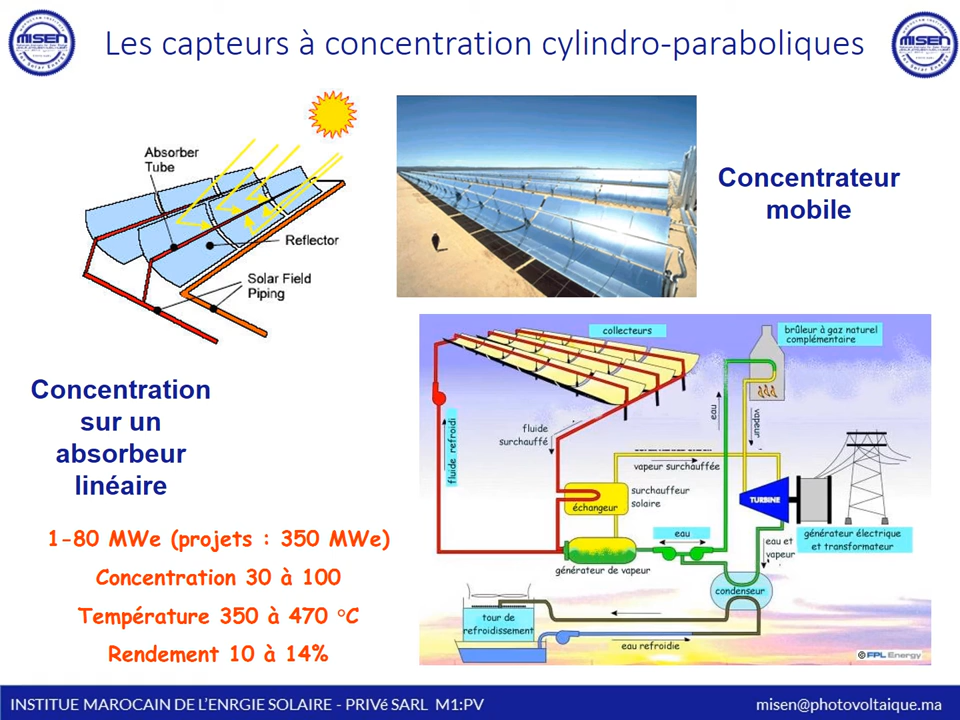 MISEN
Les capteurs à concentration cylindro-paraboliques
MISEN
Absorber
Tube
Reflector
Solar Field
Piping
Concentrateur
mobile
Concentration
sur un
absorbeur
linéaire
1-80 MWe (projets : 350 MWe)
Concentration 30 à 100
Température 350 à 470 °C
Rendement 10 à 14%
collecteurs
brûleur à gaz naturel
complémentaire
fluide refroidi
fluide
surchauffé
eau
vapeur
vapeur surchauffée
surchauffeur
solaire
échangeur
TURBINE
générateur électrique
et transformateur
eau
eau et
vapeur
générateur de vapeur
condenseur
tour de
refroidissement
eau refroidie
© FPL Energy
INSTITUE MAROCAIN DE L'ENRGIE SOLAIRE - PRIVé SARL M1:PV
misen@photovoltaique.ma